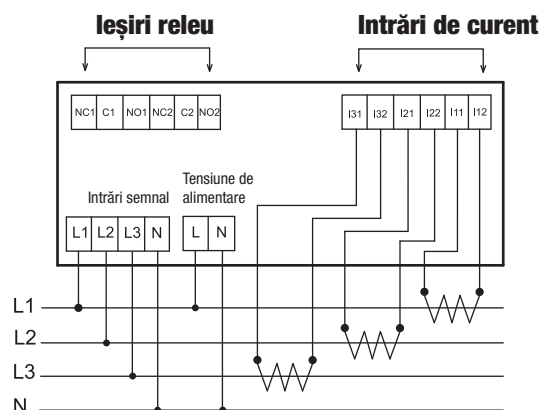 Ieșiri releu Intrări de curent
NC1 C1 NO1 NC2 C2 NO2 I31 I32 I21 I22 I11 I12
Tensiune de
Intrări semnal alimentare
L1 L2 L3 N L N
L1
L2
L3
N